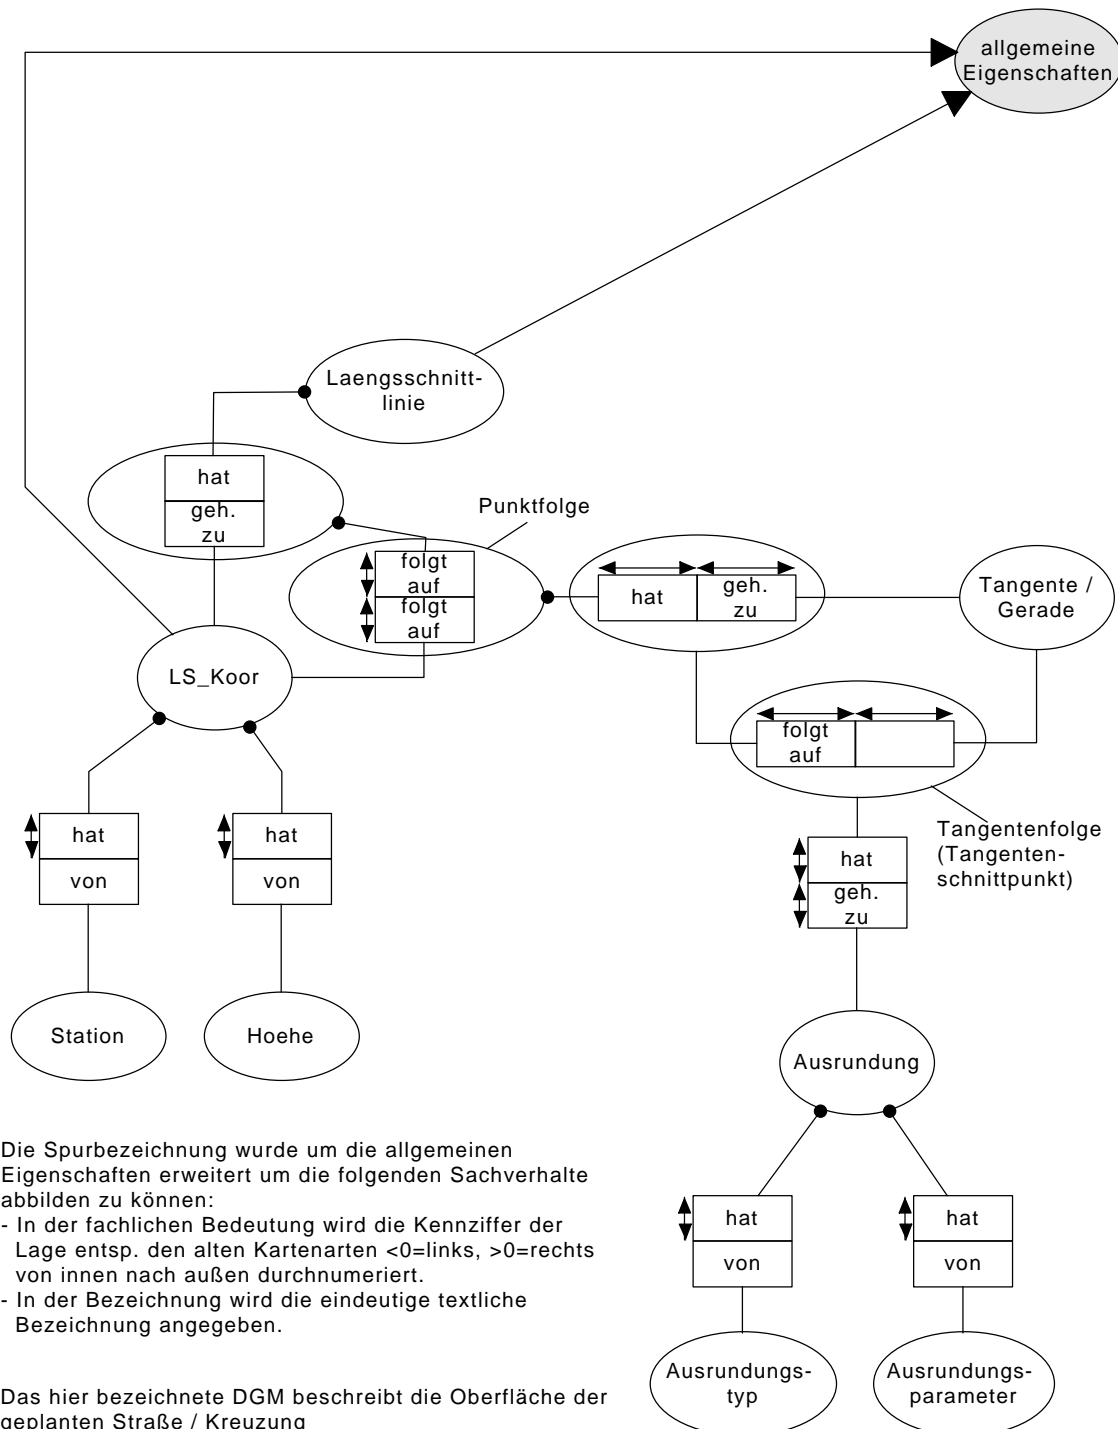 allgemeine
Eigenschaften
Laengsschnitt-
linie
hat
geh.
zu
Punktfolge
folgt
auf
folgt
auf
hat
geh.
zu
Tangente /
Gerade
LS_Koor
folgt
auf
Tangentenfolge
(Tangenten-
schnittpunkt)
hat
von
hat
von
hat
geh.
zu
Station
Hoehe
Ausrundung
Die Spurbezeichnung wurde um die allgemeinen
Eigenschaften erweitert um die folgenden Sachverhalte
abbilden zu können:
- In der fachlichen Bedeutung wird die Kennziffer der
Lage entsp. den alten Kartenarten <0=links, >0=rechts
von innen nach außen durchnumeriert.
- In der Bezeichnung wird die eindeutige textliche
Bezeichnung angegeben.
hat
von
hat
von
Ausrundungs-
typ
Ausrundungs-
parameter
Das hier bezeichnete DGM beschreibt die Oberfläche der
geplanten Straße / Kreuzung